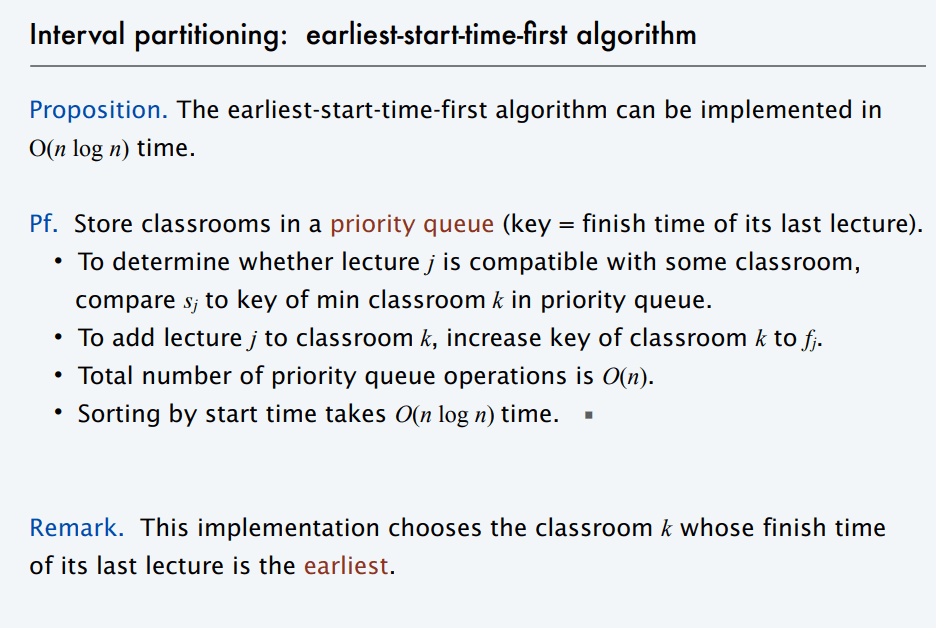 Interval partitioning: earliest-start-time-first algorithm
Proposition. The earliest-start-time-first algorithm can be implemented in
O(n log n) time.
Pf. Store classrooms in a priority queue (key = finish time of its last lecture).
• To determine whether lecture j is compatible with some classroom,
compare sⱼ to key of min classroom k in priority queue.
• To add lecture j to classroom k, increase key of classroom k to fⱼ.
• Total number of priority queue operations is O(n).
• Sorting by start time takes O(n log n) time. ▪
Remark. This implementation chooses the classroom k whose finish time
of its last lecture is the earliest.